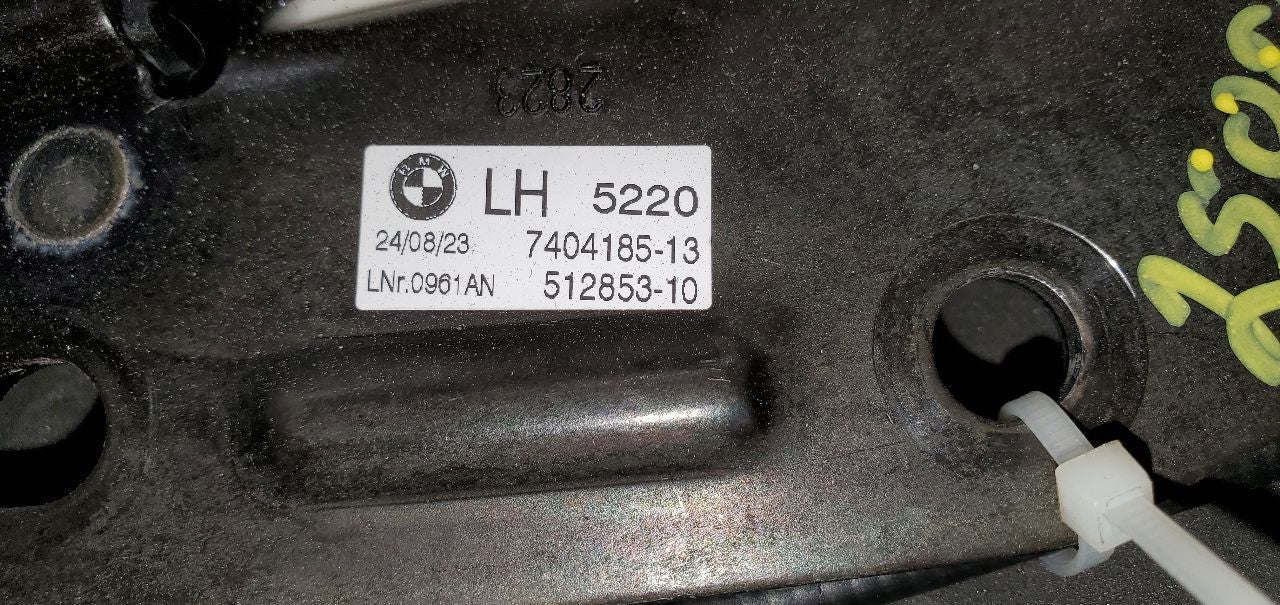 2823
BMW
LH 5220
24/08/23 7404185-13
LNr.0961AN 512853-10